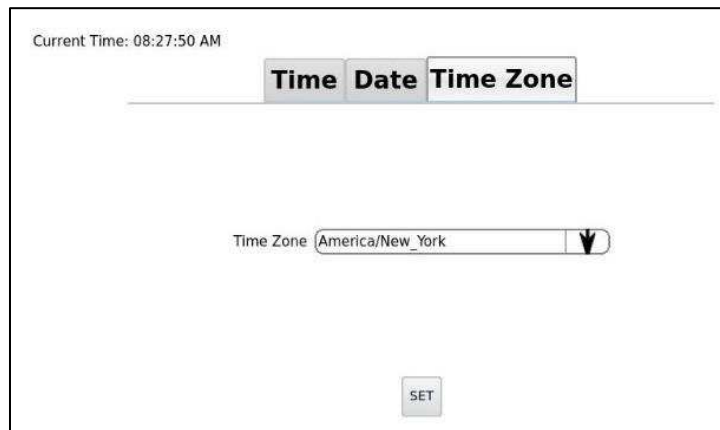 Current Time: 08:27:50 AM
Time Date Time Zone
Time Zone America/New_York
SET